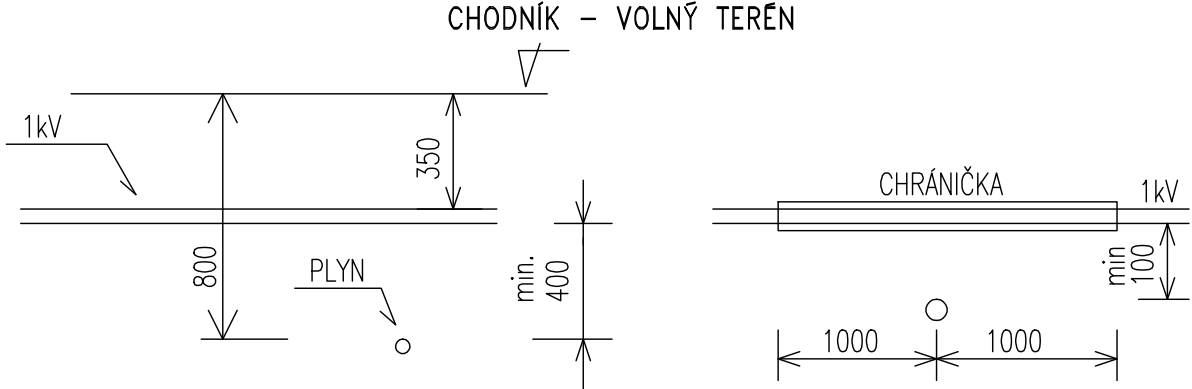 CHODNÍK – VOLNÝ TERÉN
1kV
350
800
PLYN
min.
400
CHRÁNIČKA
1kV
min
100
1000
1000